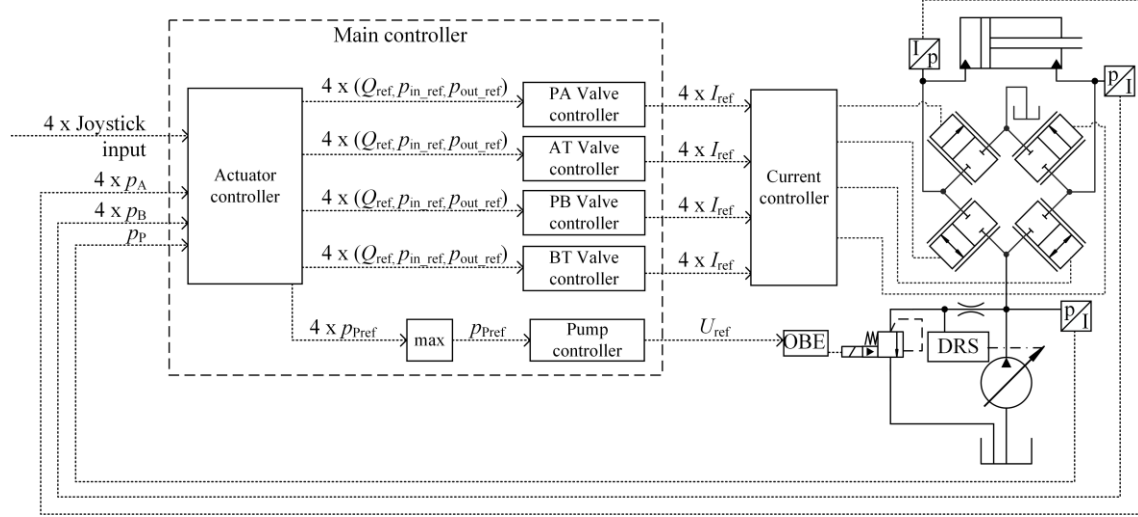 Main controller
4 x Joystick
input
4 x pA
4 x pB
pP
Actuator
controller
4 x (Qref, pin_ref, pout_ref)
4 x (Qref, pin_ref, pout_ref)
4 x (Qref, pin_ref, pout_ref)
4 x (Qref, pin_ref, pout_ref)
PA Valve
controller
AT Valve
controller
PB Valve
controller
BT Valve
controller
4 x Iref
4 x Iref
4 x Iref
4 x Iref
Current
controller
4 x pPref
max
pPref
Pump
controller
Uref
OBE
DRS
I
p
p
I
p
I